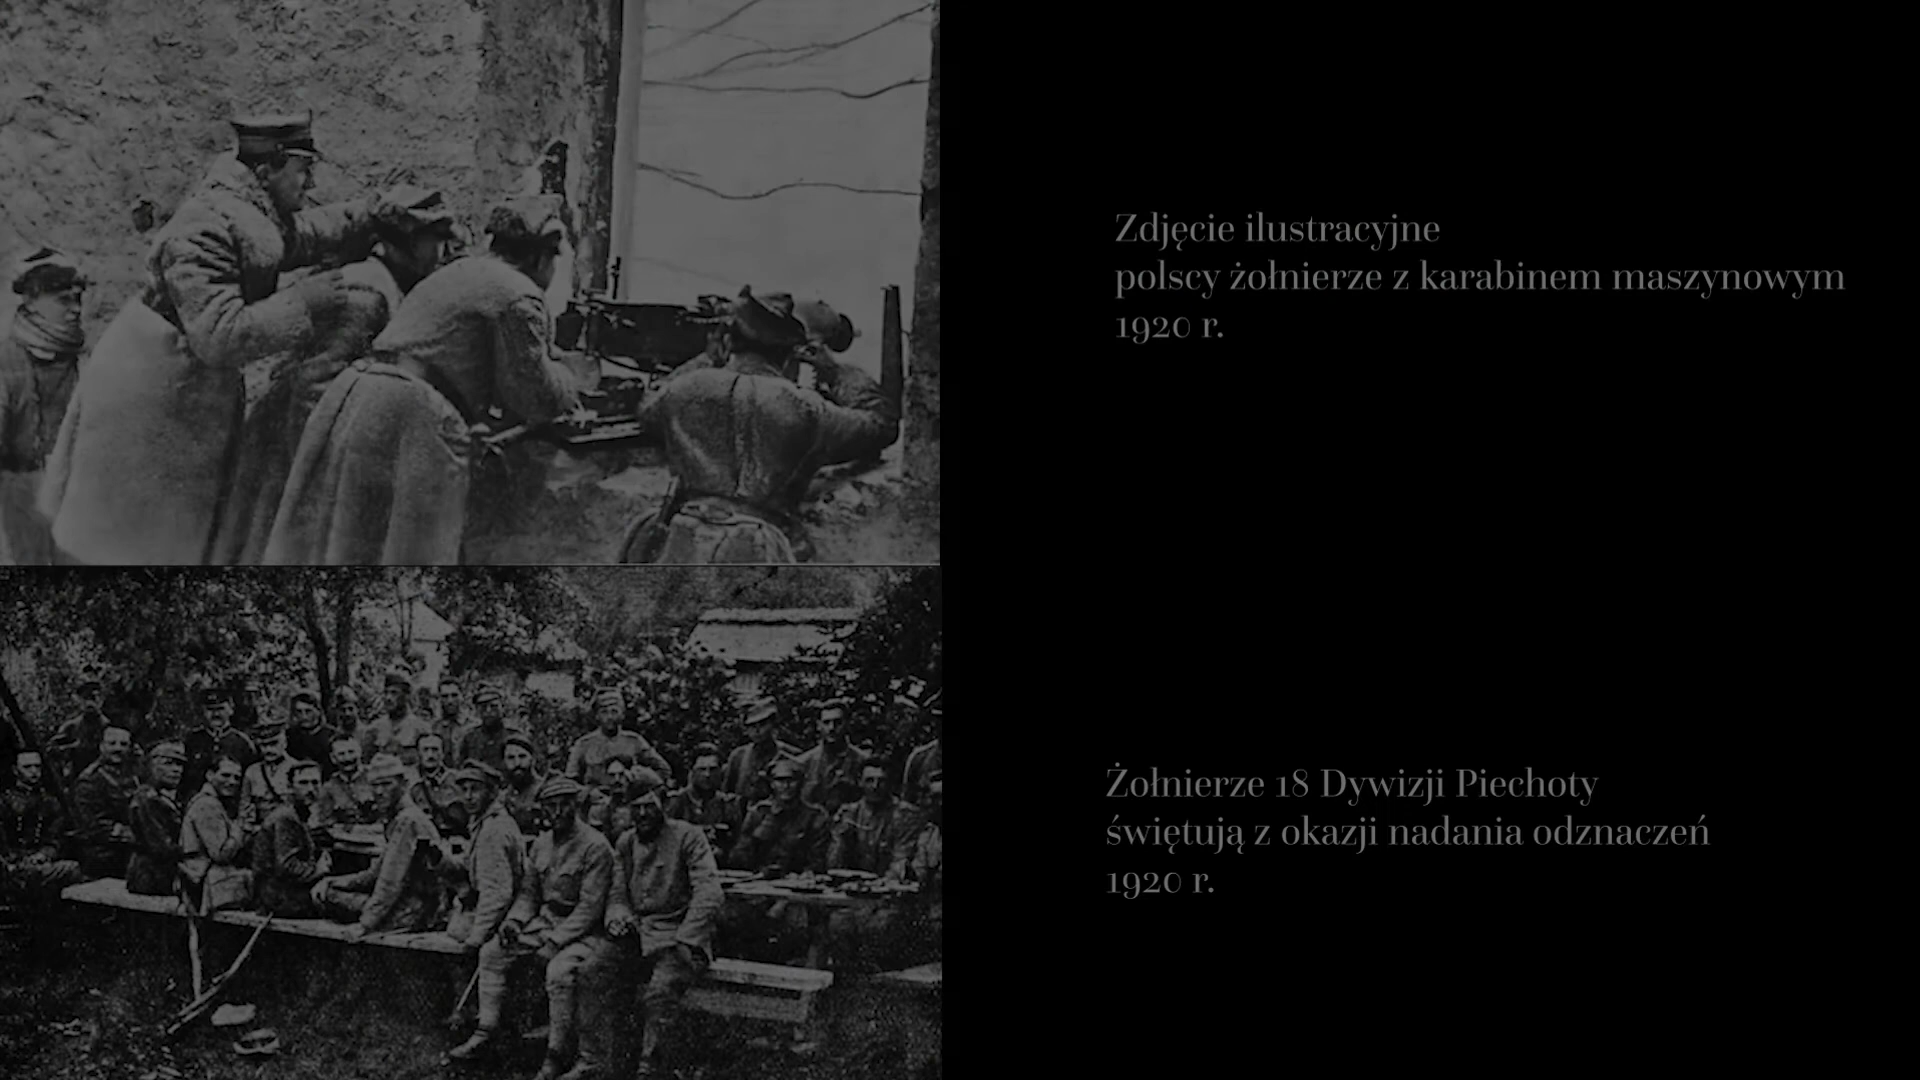 Zdjęcie ilustracyjne
polscy żołnierze z karabinem maszynowym
1920 r.
Żołnierze 18 Dywizji Piechoty
świętują z okazji nadania odznaczeń
1920 r.